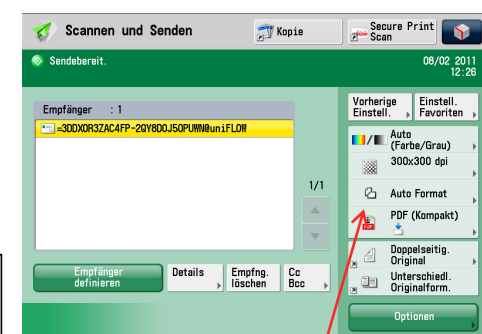 Scannen und Senden
Kopie
Secure Print
Scan
Sendebereit.
08/02 2011
12:26
Empfänger : 1
=3DDXOR3ZAC4FP-2QY8DOJ5OPUWN@uniFLOW
1/1
Vorherige
Einstell.
Einstell.
Favoriten
Auto
(Farbe/Grau)
300x300 dpi
Auto Format
PDF (Kompakt)
Doppelseitig.
Original
Unterschiedl.
Originalform.
Optionen
Empfänger
definieren
Details
Empfng.
löschen
Cc
Bcc